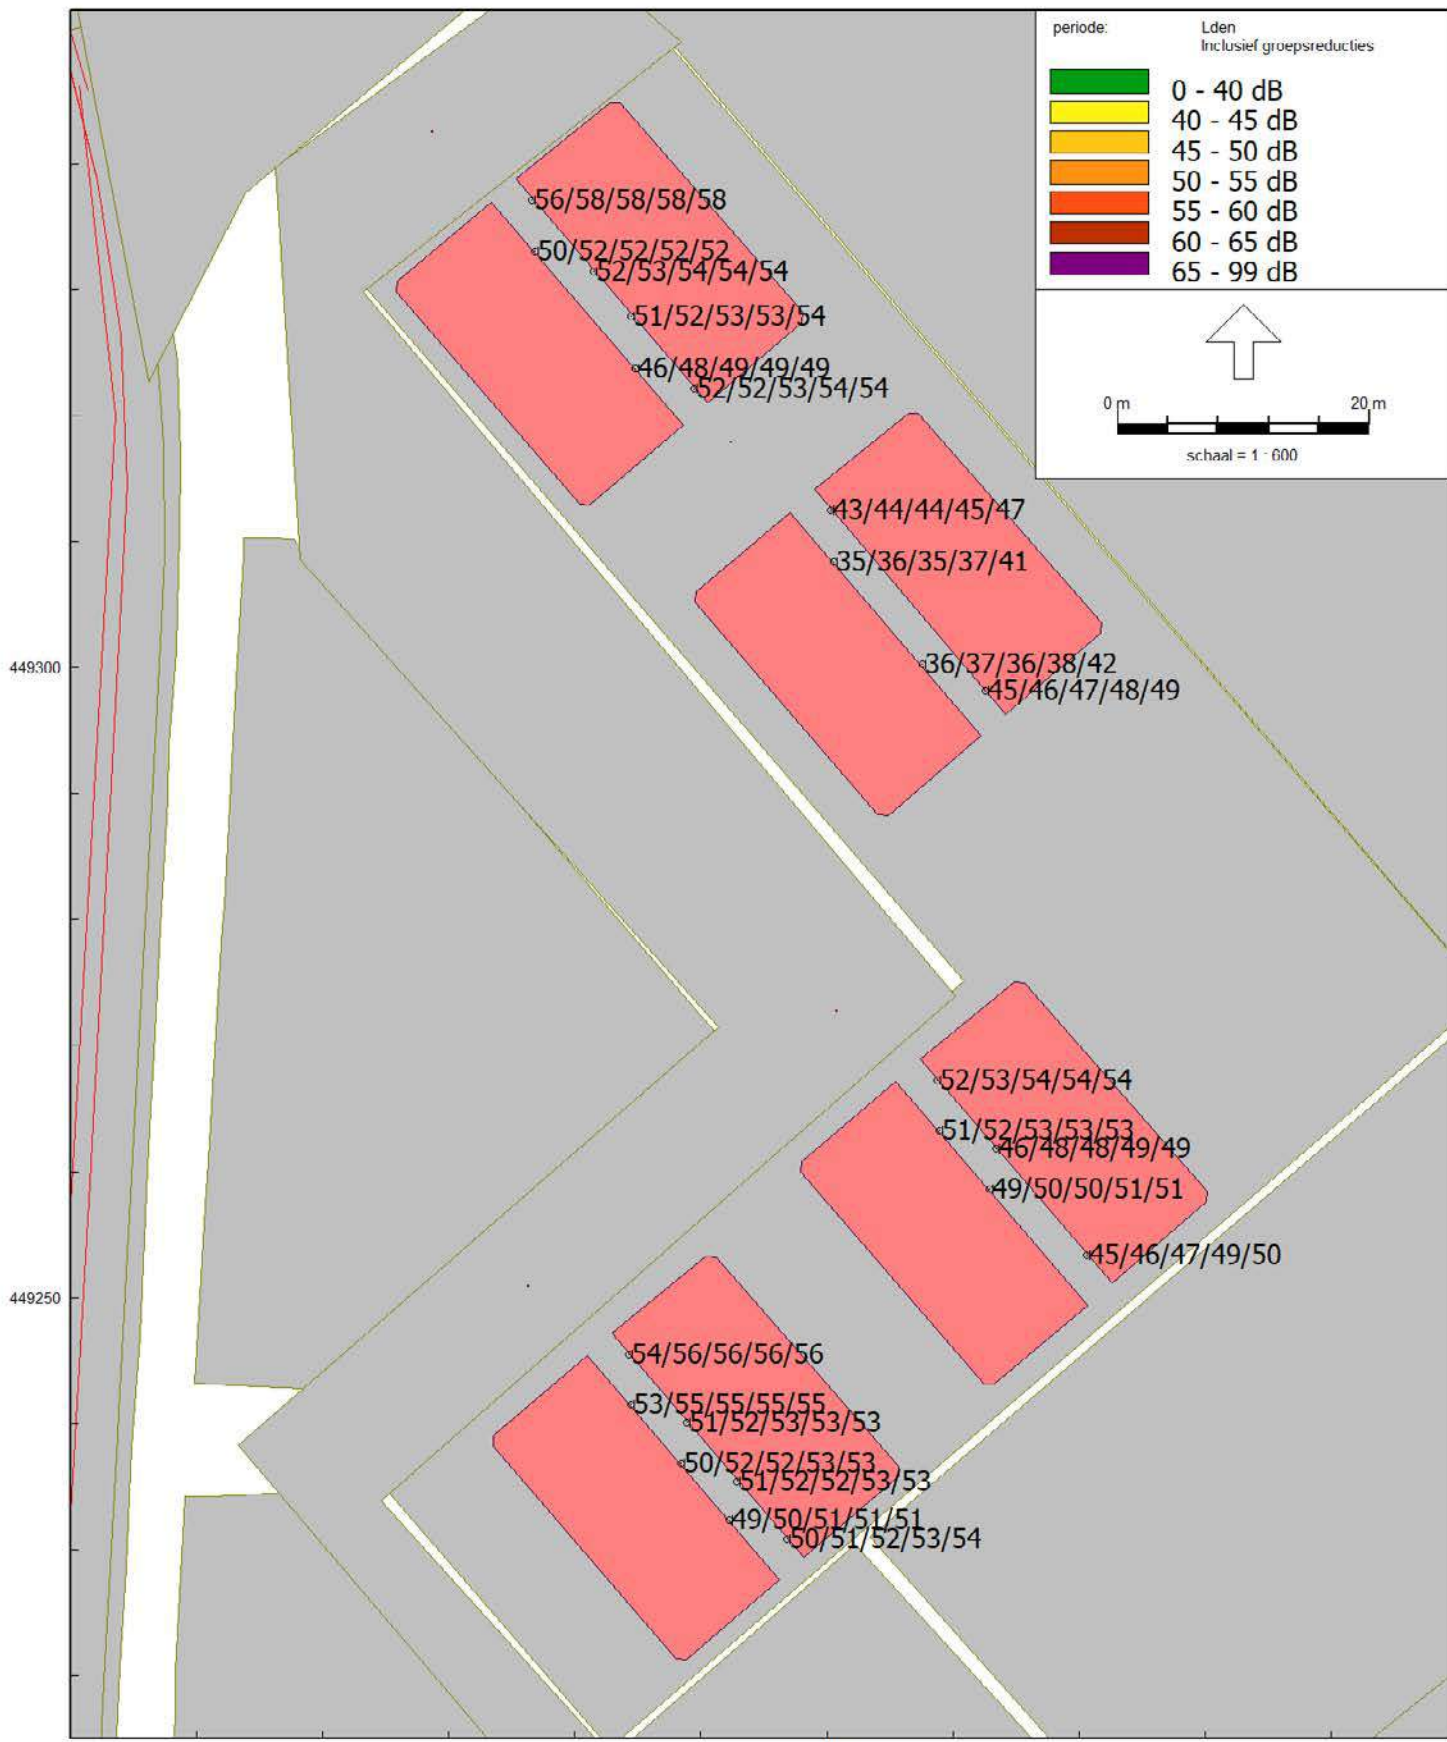 periode: Lden
Inclusief groepsreducties
0 - 40 dB
40 - 45 dB
45 - 50 dB
50 - 55 dB
55 - 60 dB
60 - 65 dB
65 - 99 dB
0 m 20 m
schaal = 1 : 600
56/58/58/58/58
50/52/52/52/52
52/53/54/54/54
51/52/53/53/54
46/48/49/49/49
52/52/53/54/54
43/44/44/45/47
35/36/35/37/41
36/37/36/38/42
449300
45/46/47/48/49
52/53/54/54/54
51/52/53/53/53
46/48/48/49/49
49/50/50/51/51
45/46/47/49/50
449250
54/56/56/56/56
53/55/55/55/55
51/52/53/53/53
50/52/52/53/53
51/52/52/53/53
49/50/51/51/51
50/51/52/53/54